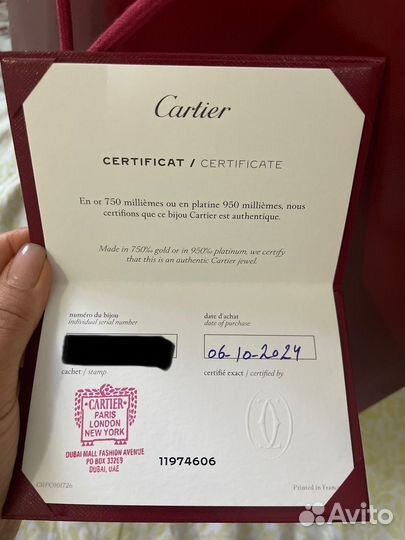 Cartier
CERTIFICAT / CERTIFICATE
En or 750 millièmes ou en platine 950 millièmes, nous
certifions que ce bijou Cartier est authentique.
Made in 750‰ gold or in 950‰ platinum, we certify
that this is an authentic Cartier jewel.
numéro du bijou
individual serial number
date d'achat
date of purchase
06-10-2024
cachet / stamp
certifié exact / certified by
CARTIER
PARIS
LONDON
NEW YORK
DUBAI MALL FASHION AVENUE
PO BOX 33269
DUBAI, UAE
11974606
CRPC901726
Printed in France
Avito